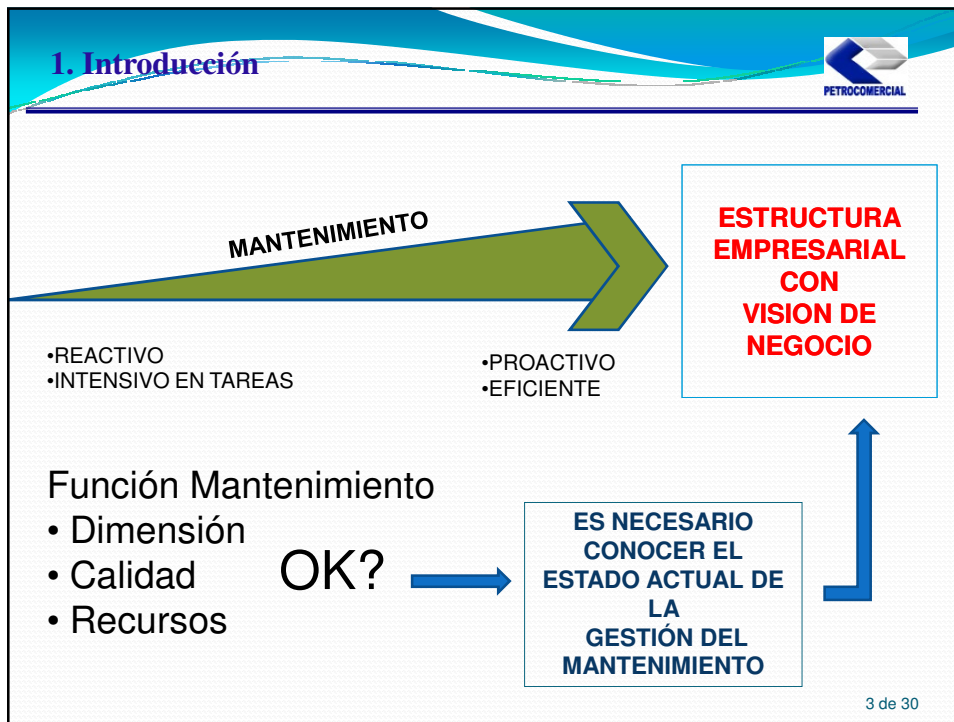 1. Introducción
PETROCOMERCIAL
MANTENIMIENTO
ESTRUCTURA
EMPRESARIAL
CON
VISION DE
NEGOCIO
•REACTIVO
•INTENSIVO EN TAREAS
•PROACTIVO
•EFICIENTE
Función Mantenimiento
• Dimensión
• Calidad
• Recursos
OK?
ES NECESARIO
CONOCER EL
ESTADO ACTUAL DE
LA
GESTIÓN DEL
MANTENIMIENTO
3 de 30